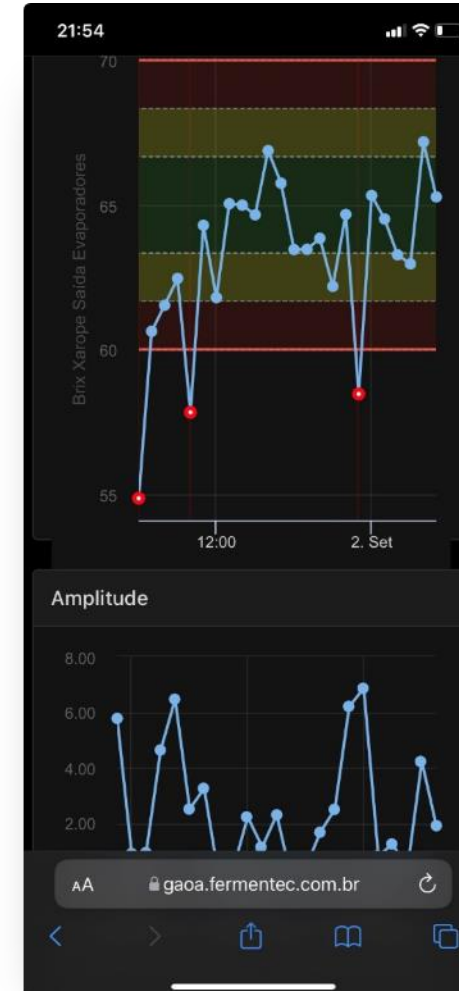 21:54
70
65
60
55
Brix Xarope Saída Evaporadores
12:00
2. Set
Amplitude
8.00
6.00
4.00
2.00
AA
gaoa.fermentec.com.br